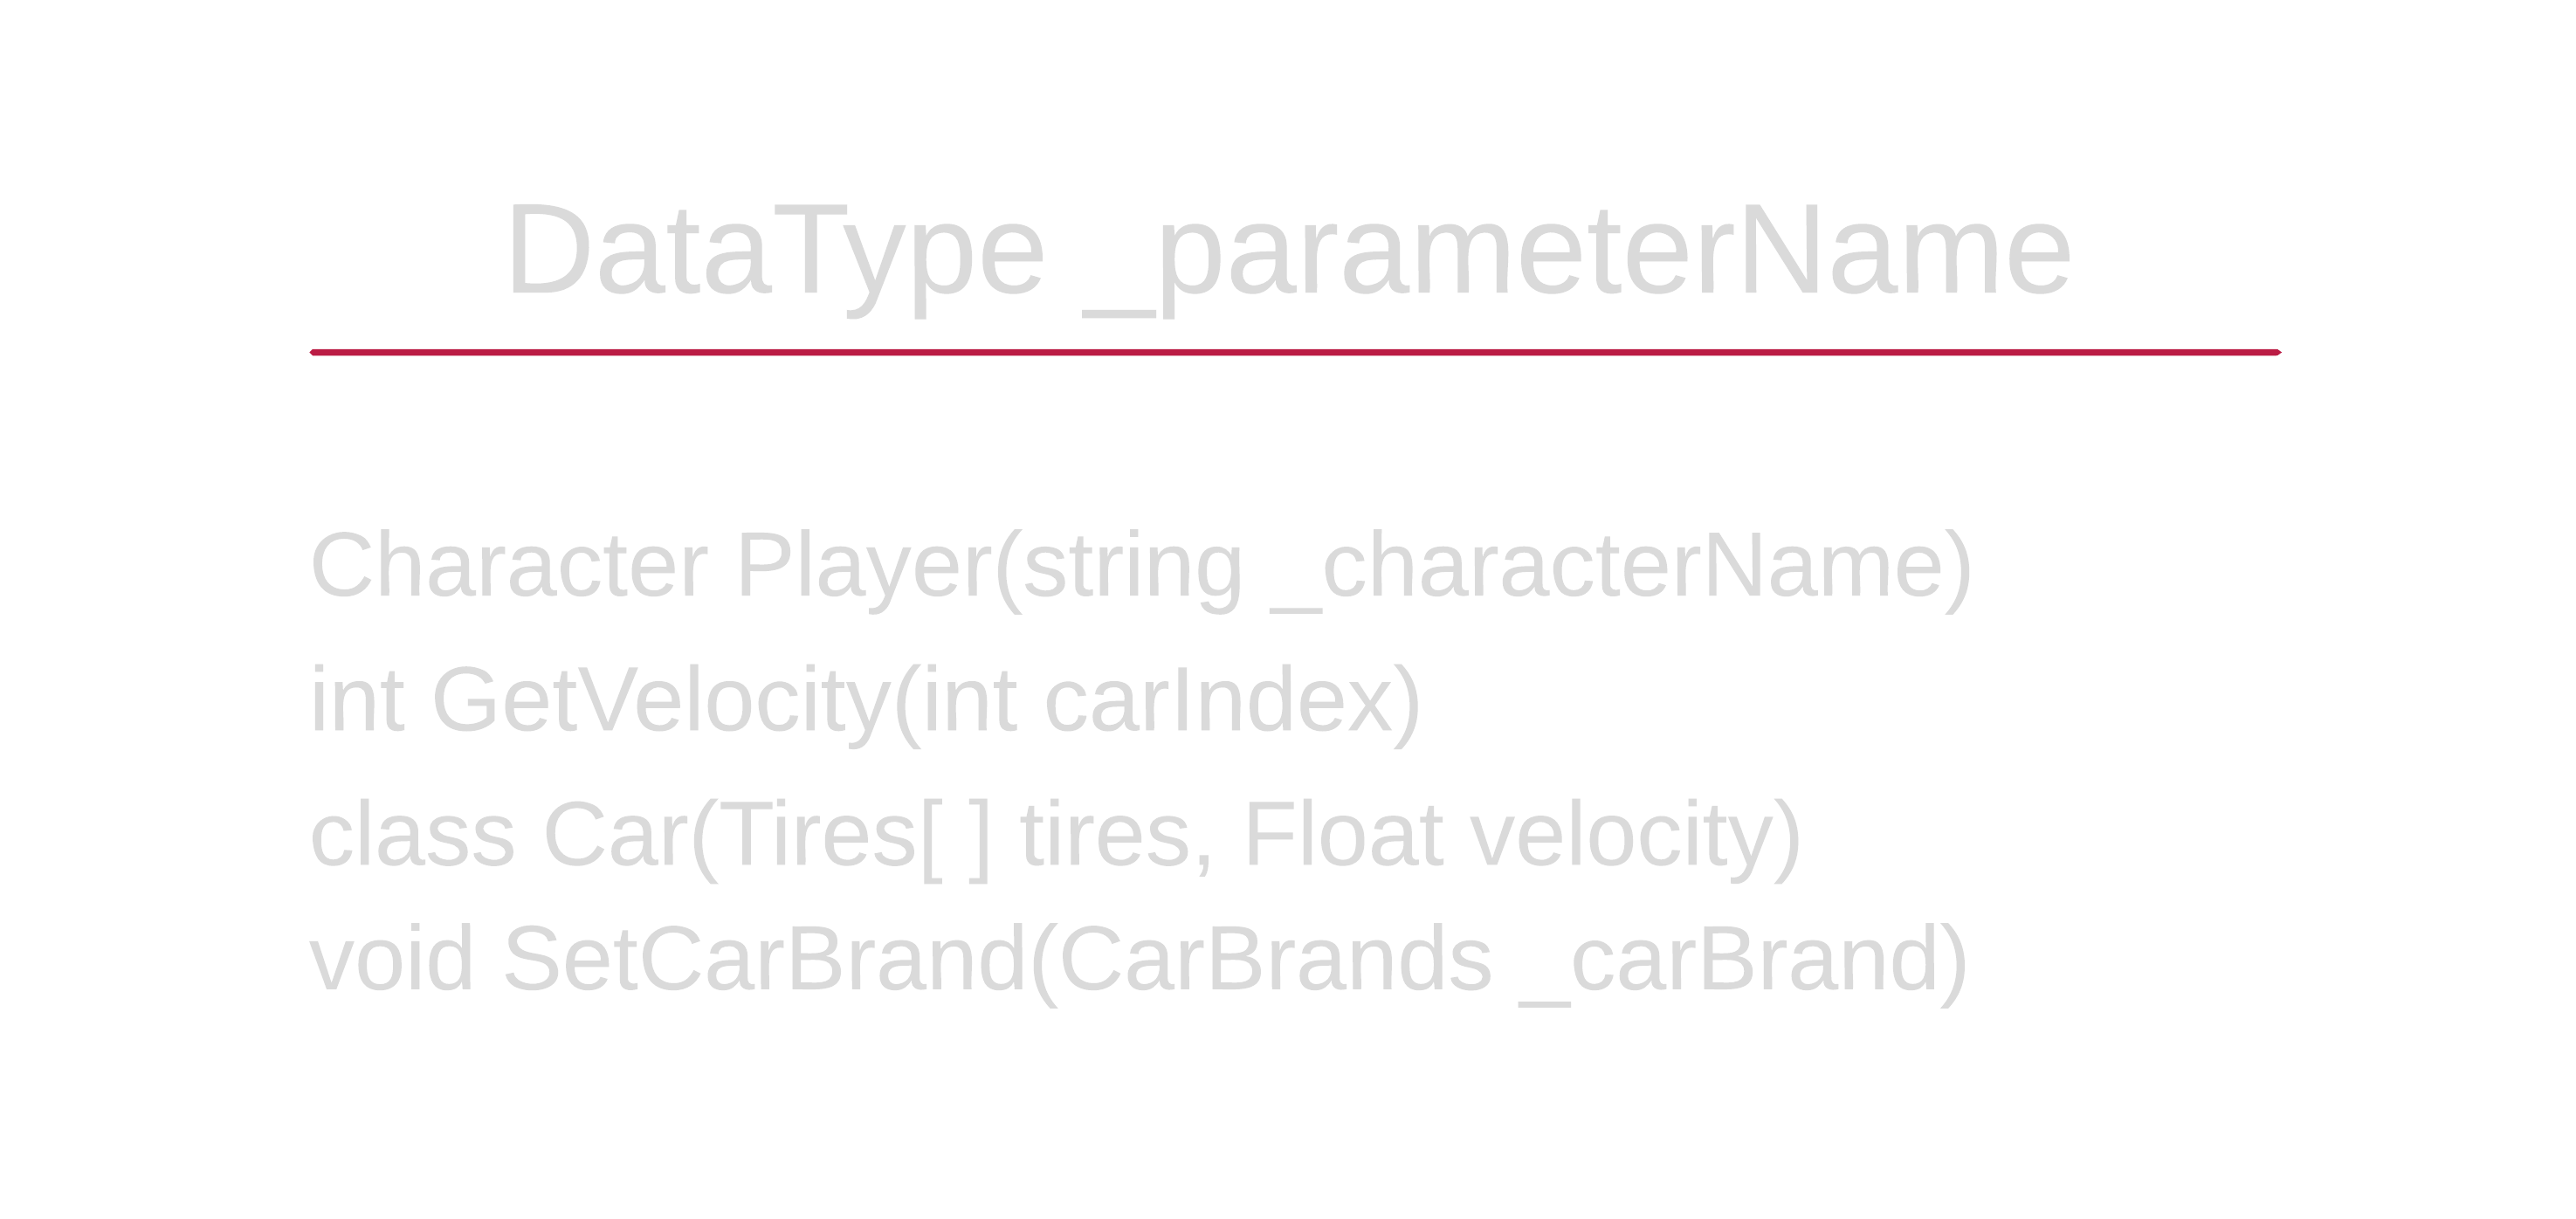 DataType _parameterName
Character Player(string _characterName)
int GetVelocity(int carIndex)
class Car(Tires[ ] tires, Float velocity)
void SetCarBrand(CarBrands _carBrand)